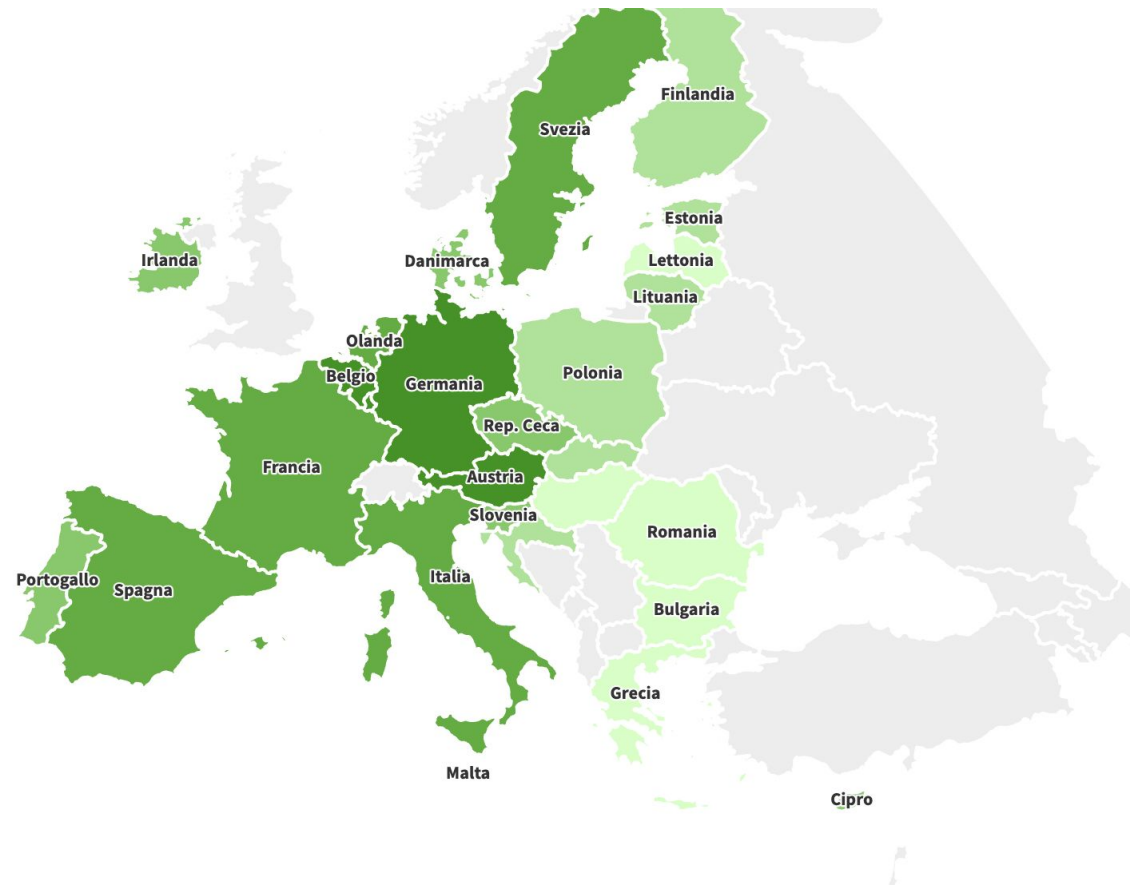 Finlandia
Svezia
Estonia
Irlanda
Danimarca
Lettonia
Lituania
Olanda
Belgio
Germania
Polonia
Rep. Ceca
Francia
Austria
Slovenia
Romania
Portogallo
Spagna
Italia
Bulgaria
Grecia
Malta
Cipro